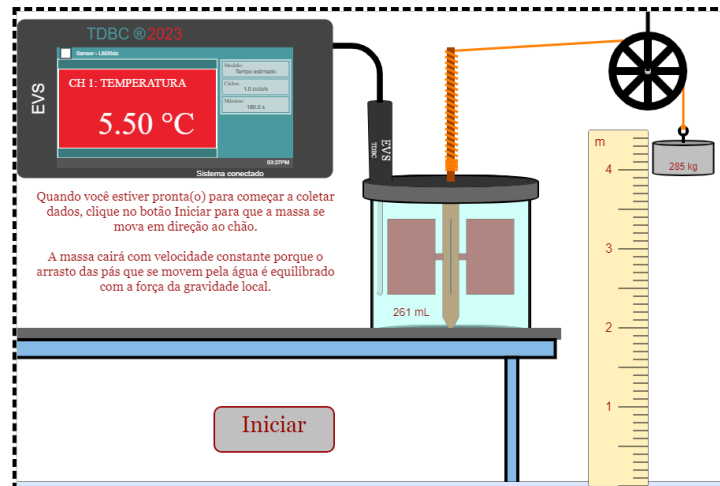 TDBC ®2023
EVS
Sensor - LM35dz
CH 1: TEMPERATURA
5.50 °C
Modelo:
Tempo estimado
Ciclos:
1.0 ciclo/s
Máximo:
180.0 s
03:27PM
Sistema conectado
Quando você estiver pronta(o) para começar a coletar
dados, clique no botão Iniciar para que a massa se
mova em direção ao chão.
A massa cairá com velocidade constante porque o
arrasto das pás que se movem pela água é equilibrado
com a força da gravidade local.
EVS
TDBC
261 mL
285 kg
m
4
3
2
1
Iniciar